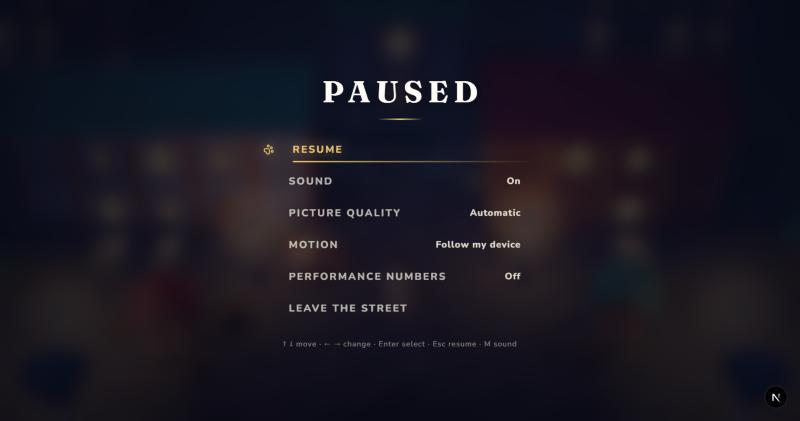 PAUSED
RESUME
SOUND On
PICTURE QUALITY Automatic
MOTION Follow my device
PERFORMANCE NUMBERS Off
LEAVE THE STREET
↑ ↓ move · ← → change · Enter select · Esc resume · M sound
N